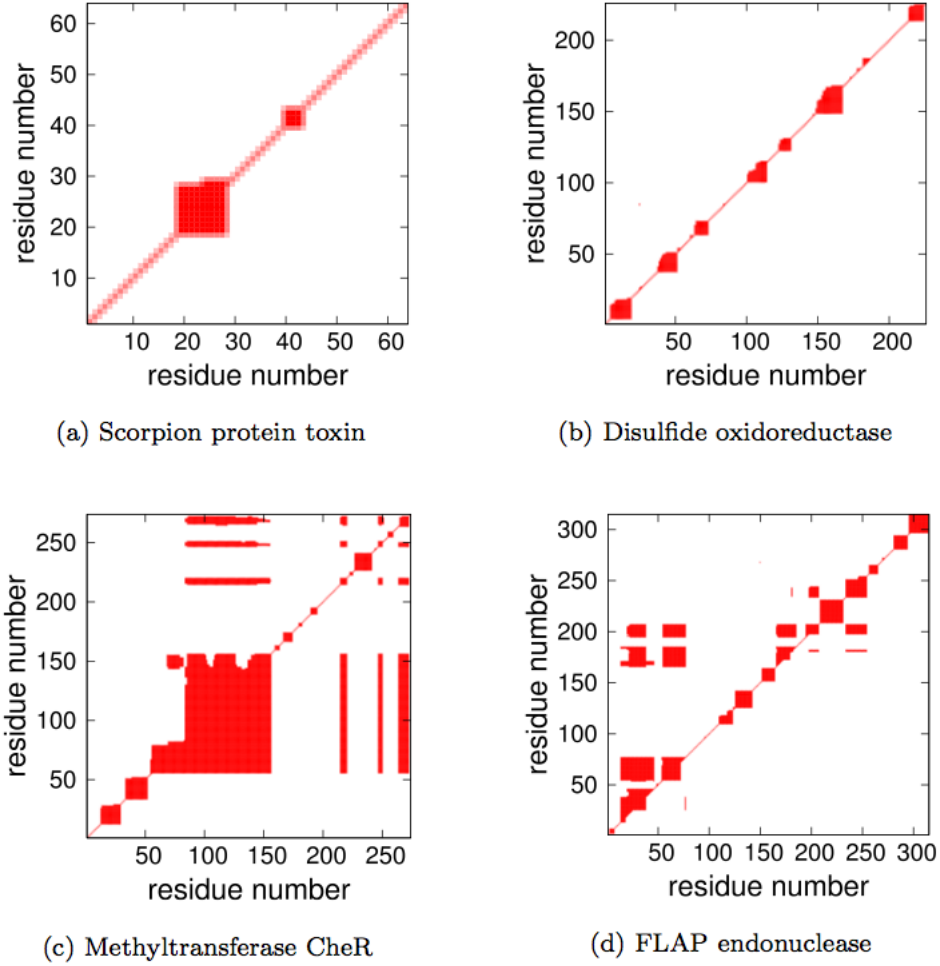 60
50
40
30
20
10
residue number
10 20 30 40 50 60
residue number
(a) Scorpion protein toxin
200
150
100
50
residue number
50 100 150 200
residue number
(b) Disulfide oxidoreductase
250
200
150
100
50
residue number
50 100 150 200 250
residue number
(c) Methyltransferase CheR
300
250
200
150
100
50
residue number
50 100 150 200 250 300
residue number
(d) FLAP endonuclease